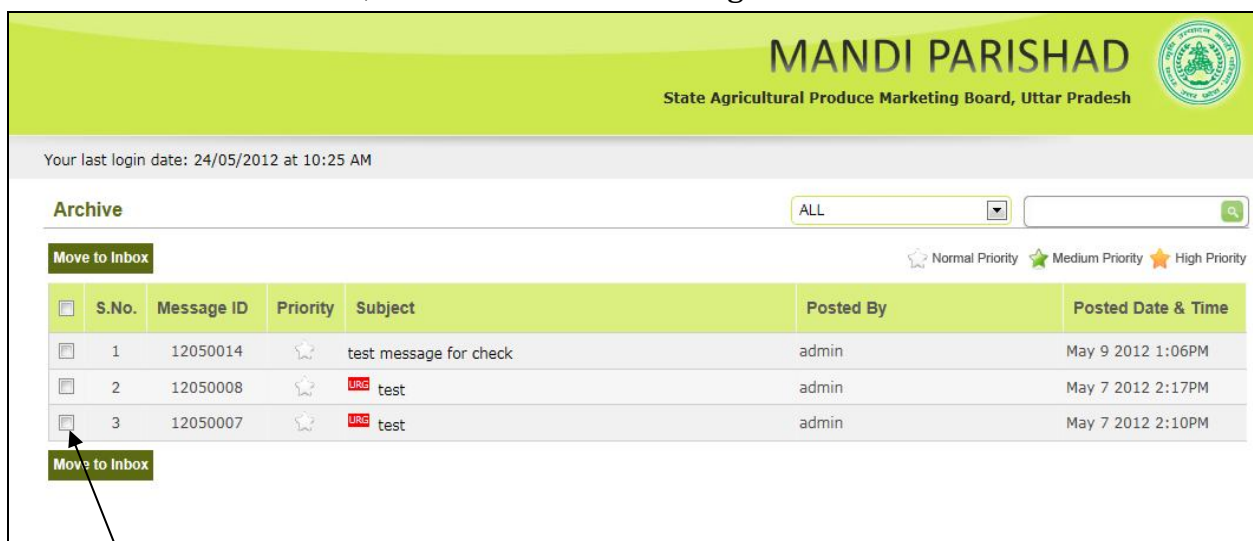 MANDI PARISHAD
State Agricultural Produce Marketing Board, Uttar Pradesh
Your last login date: 24/05/2012 at 10:25 AM
Archive ALL
Move to Inbox Normal Priority Medium Priority High Priority
S.No. Message ID Priority Subject Posted By Posted Date & Time
1 12050014 test message for check admin May 9 2012 1:06PM
2 12050008 URG test admin May 7 2012 2:17PM
3 12050007 URG test admin May 7 2012 2:10PM
Move to Inbox